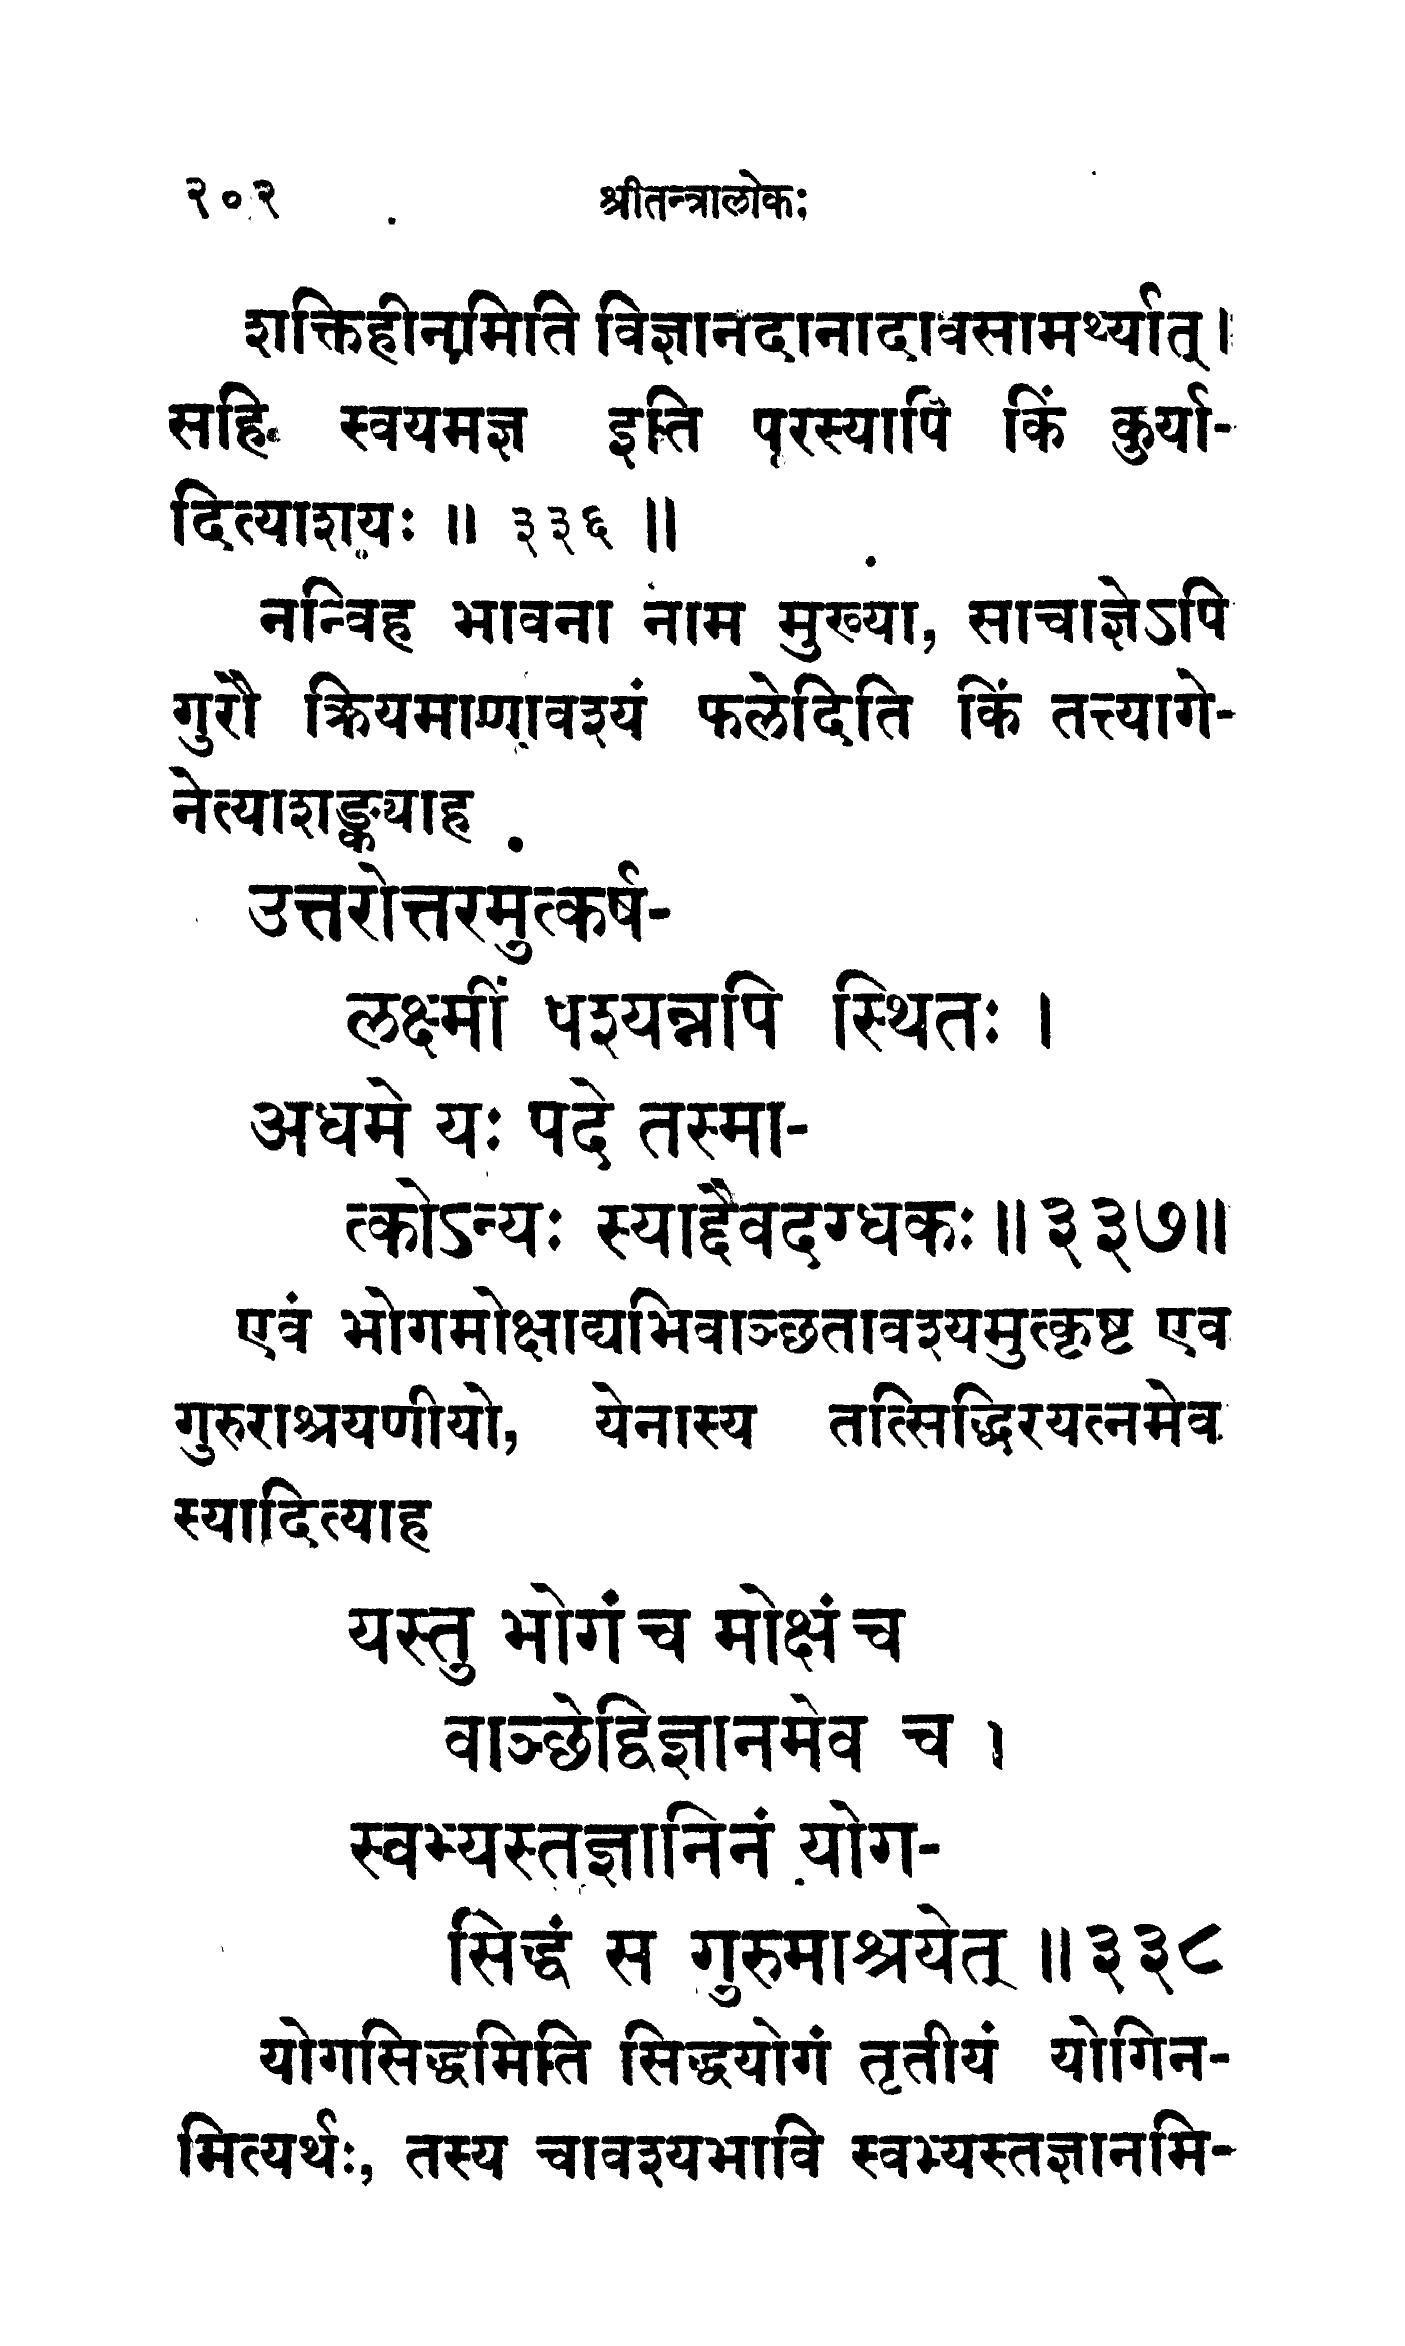 २०२ श्रीतन्त्रालोकः
शक्तिहीनमिति विज्ञानदानादावसामर्थ्यात् ।
सहि स्वयमज्ञ इति परस्यापि किं कुर्या-
दित्याशयः ॥ ३३६ ॥
नन्विह भावना नाम मुख्या, साचाज्ञेऽपि
गुरौ क्रियमाणावश्यं फलेदिति किं तत्त्यागे-
नेत्याशङ्क्याह
उत्तरोत्तरमुत्कर्ष-
लक्ष्मीं पश्यन्नपि स्थितः ।
अधमे यः पदे तस्मा-
त्कोऽन्यः स्याद्दैवदग्धकः ॥ ३३७ ॥
एवं भोगमोक्षाद्यभिवाञ्छतावश्यमुत्कृष्ट एव
गुरुराश्रयणीयो, येनास्य तत्सिद्धिरयत्नमेव
स्यादित्याह
यस्तु भोगं च मोक्षं च
वाञ्छेद्विज्ञानमेव च ।
स्वभ्यस्तज्ञानिनं योग-
सिद्धं स गुरुमाश्रयेत् ॥ ३३८
योगसिद्धमिति सिद्धयोगं तृतीयं योगिन-
मित्यर्थः, तस्य चावश्यभावि स्वभ्यस्तज्ञानमि-